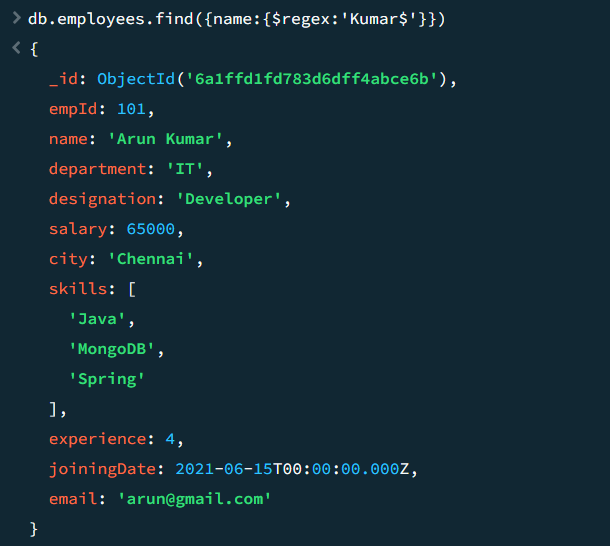 > db.employees.find({name:{$regex:'Kumar$'}})
< {
_id: ObjectId('6a1ffd1fd783d6dff4abce6b'),
empId: 101,
name: 'Arun Kumar',
department: 'IT',
designation: 'Developer',
salary: 65000,
city: 'Chennai',
skills: [
'Java',
'MongoDB',
'Spring'
],
experience: 4,
joiningDate: 2021-06-15T00:00:00.000Z,
email: 'arun@gmail.com'
}